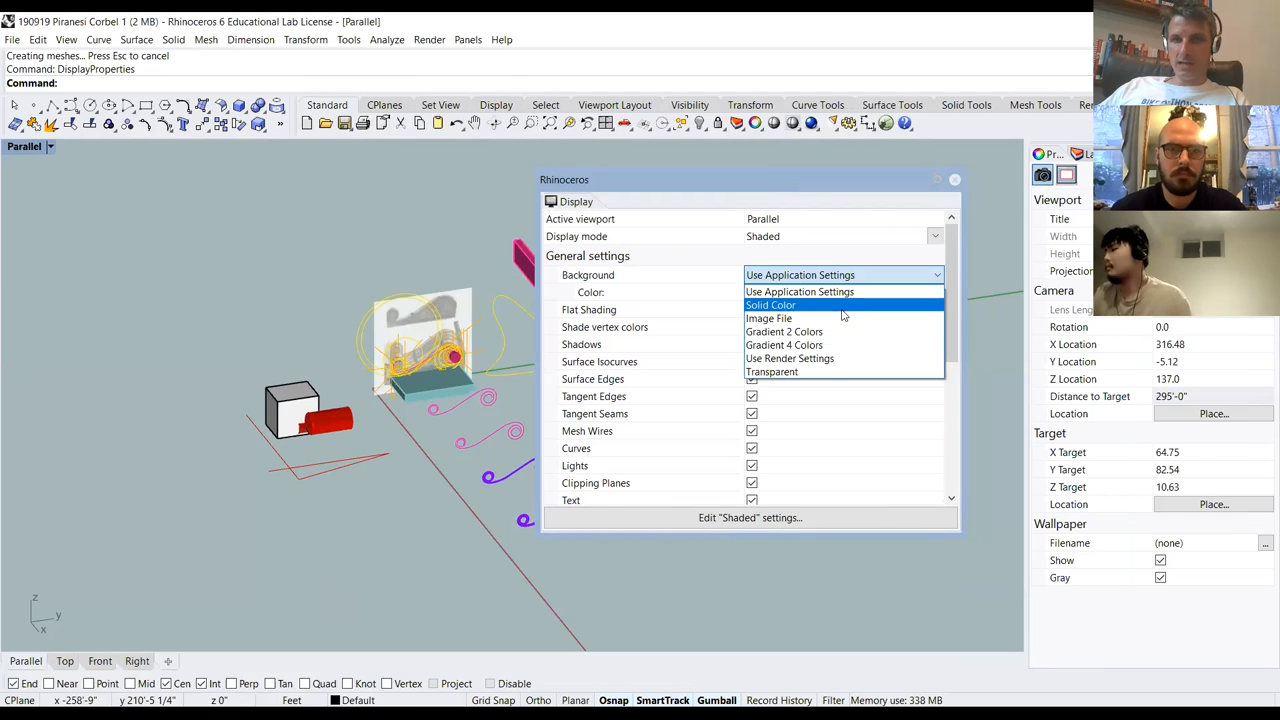 190919 Piranesi Corbel 1 (2 MB) - Rhinoceros 6 Educational Lab License - [Parallel]
File Edit View Curve Surface Solid Mesh Dimension Transform Tools Analyze Render Panels Help
Creating meshes... Press Esc to cancel
Command: DisplayProperties
Command:
Standard CPlanes Set View Display Select Viewport Layout Visibility Transform Curve Tools Surface Tools Solid Tools Mesh Tools
Parallel
Rhinoceros
Display
Active viewport Parallel
Display mode Shaded
General settings
Background Use Application Settings
Color: Use Application Settings
Solid Color
Flat Shading
Image File
Shade vertex colors Gradient 2 Colors
Shadows Gradient 4 Colors
Surface Isocurves Use Render Settings
Surface Edges Transparent
Tangent Edges
Tangent Seams
Mesh Wires
Curves
Lights
Clipping Planes
Text
Edit "Shaded" settings...
Pr...
Viewport
Title
Width
Height
Projection
Camera
Lens Leng
Rotation 0.0
X Location 316.48
Y Location -5.12
Z Location 137.0
Distance to Target 295'-0"
Location Place...
Target
X Target 64.75
Y Target 82.54
Z Target 10.63
Location Place...
Wallpaper
Filename (none) ...
Show
Gray
z
y
x
Parallel Top Front Right
End Near Point Mid Cen Int Perp Tan Quad Knot Vertex Project Disable
CPlane x -258'-9" y 210'-5 1/4" z 0" Feet Default Grid Snap Ortho Planar Osnap SmartTrack Gumball Record History Filter Memory use: 338 MB